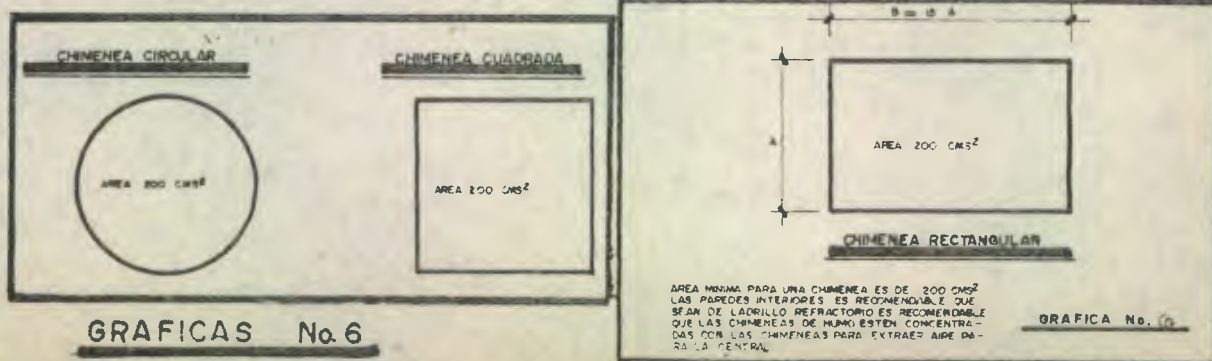 CHIMENEA CIRCULAR
CHIMENEA CUADRADA
AREA 200 CMS²
AREA 200 CMS²
GRAFICAS No. 6
A
AREA 200 CMS²
CHIMENEA RECTANGULAR
AREA MINIMA PARA UNA CHIMENEA ES DE 200 CMS²
LAS PAREDES INTERIORES ES RECOMENDABLE QUE
SEAN DE LADRILLO REFRACTORIO ES RECOMENDABLE
QUE LAS CHIMENEAS DE HUMO ESTEN CONCENTRA-
DAS CON LAS CHIMENEAS PARA EXTRAER AIRE PA-
RA LA CENTRAL
GRAFICA No.